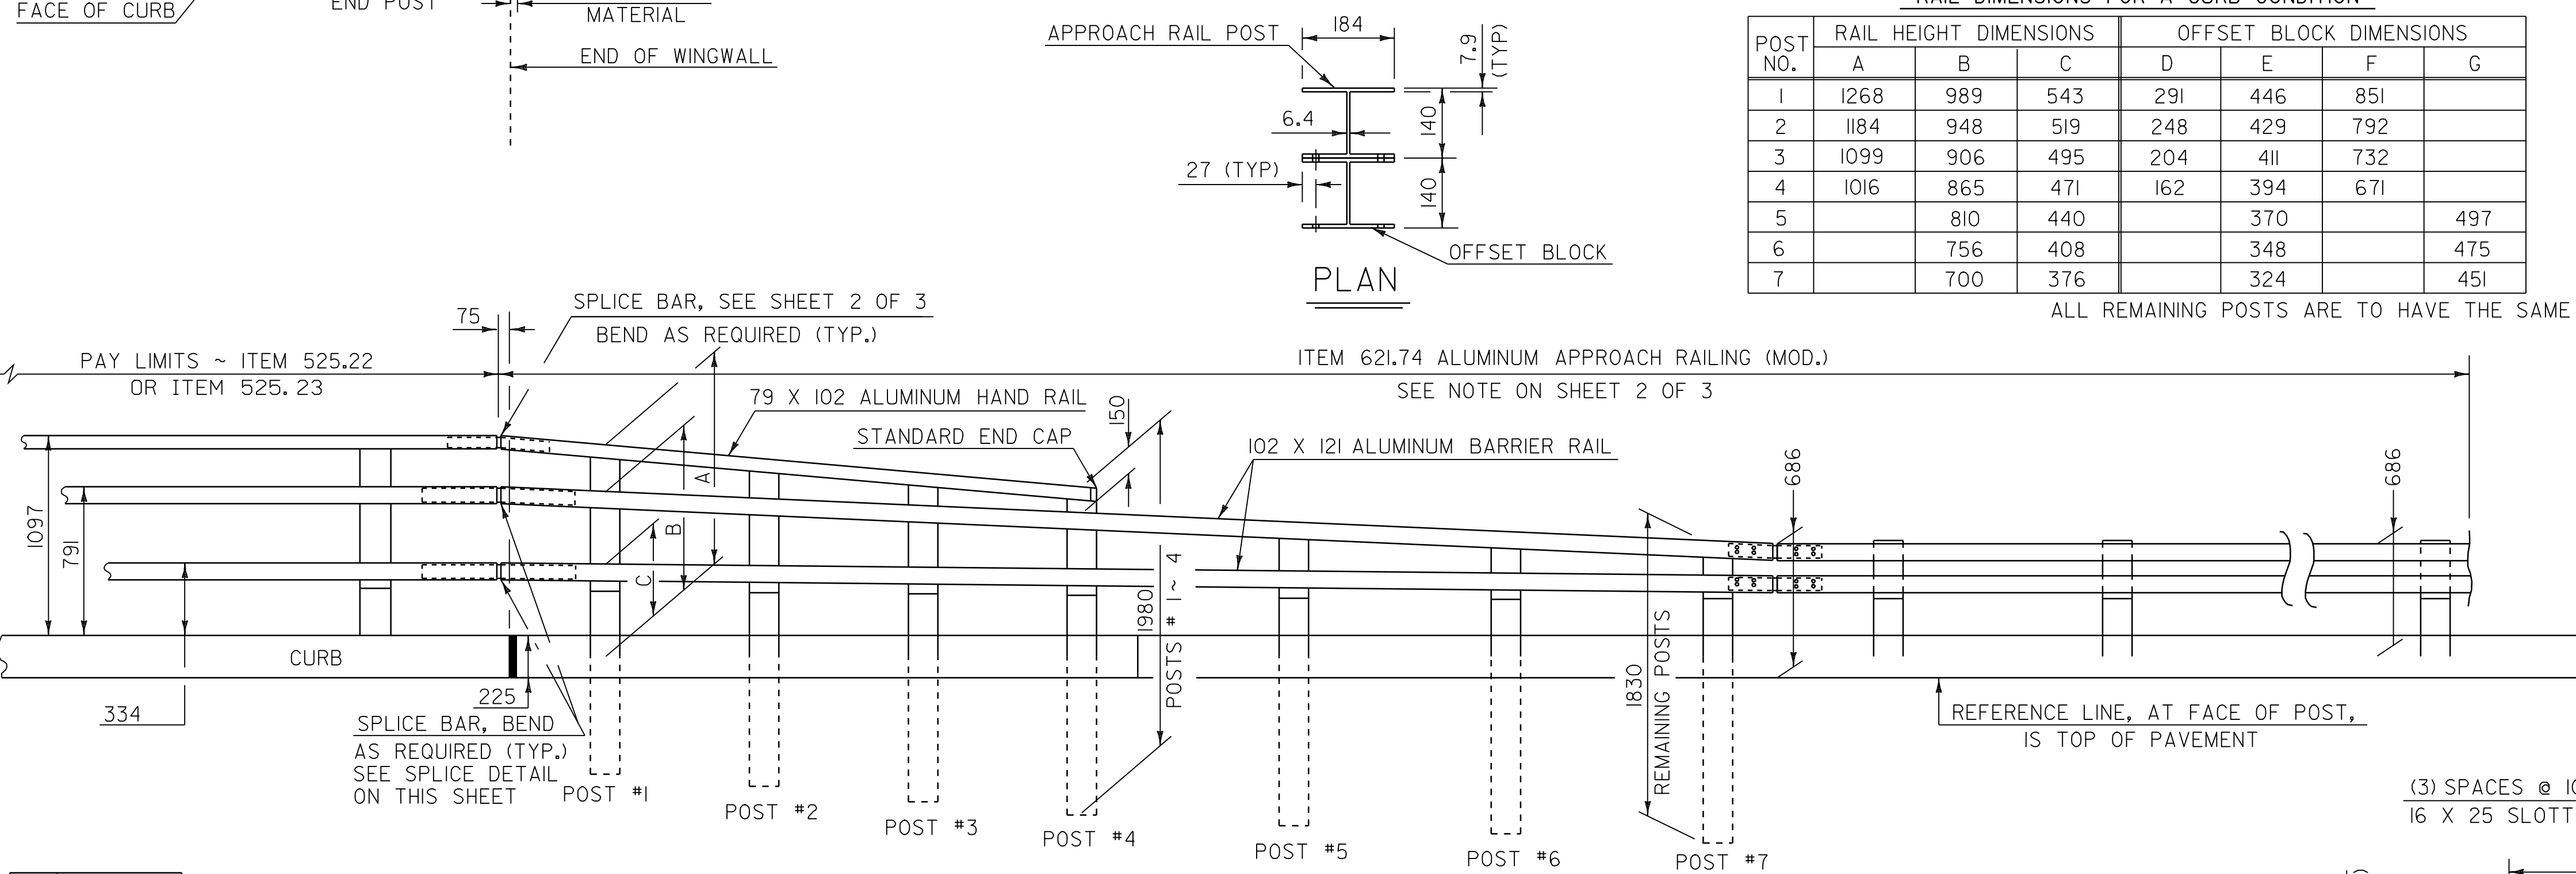 FACE OF CURB
END POST
MATERIAL
END OF WINGWALL
APPROACH RAIL POST
184
7.9
(TYP)
6.4
140
27 (TYP)
140
OFFSET BLOCK
PLAN
RAIL DIMENSIONS FOR A CURB CONDITION
POST NO.
RAIL HEIGHT DIMENSIONS
OFFSET BLOCK DIMENSIONS
A B C D E F G
1 1268 989 543 291 446 851
2 1184 948 519 248 429 792
3 1099 906 495 204 411 732
4 1016 865 471 162 394 671
5 810 440 370 497
6 756 408 348 475
7 700 376 324 451
ALL REMAINING POSTS ARE TO HAVE THE SAME
75
SPLICE BAR, SEE SHEET 2 OF 3
BEND AS REQUIRED (TYP.)
PAY LIMITS ~ ITEM 525.22
OR ITEM 525.23
ITEM 621.74 ALUMINUM APPROACH RAILING (MOD.)
SEE NOTE ON SHEET 2 OF 3
79 X 102 ALUMINUM HAND RAIL
STANDARD END CAP
150
102 X 121 ALUMINUM BARRIER RAIL
686
686
1097
791
A
B
C
1980
POSTS #1~ 4
1830
REMAINING POSTS
CURB
225
334
SPLICE BAR, BEND
AS REQUIRED (TYP.)
SEE SPLICE DETAIL
ON THIS SHEET
POST #1
POST #2
POST #3
POST #4
POST #5
POST #6
POST #7
REFERENCE LINE, AT FACE OF POST,
IS TOP OF PAVEMENT
(3) SPACES @
16 X 25 SLOTT